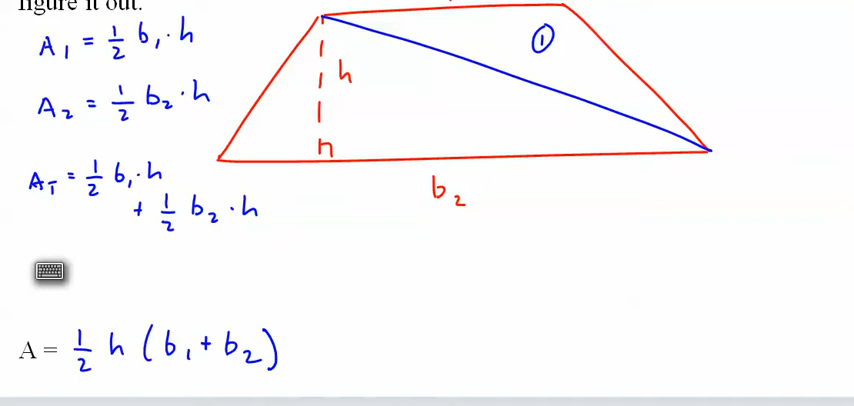 figure it out.
A₁ = ½ b₁ · h
①
h
A₂ = ½ b₂ · h
A_T = ½ b₁ · h
+ ½ b₂ · h
b₂
A = ½ h (b₁ + b₂)